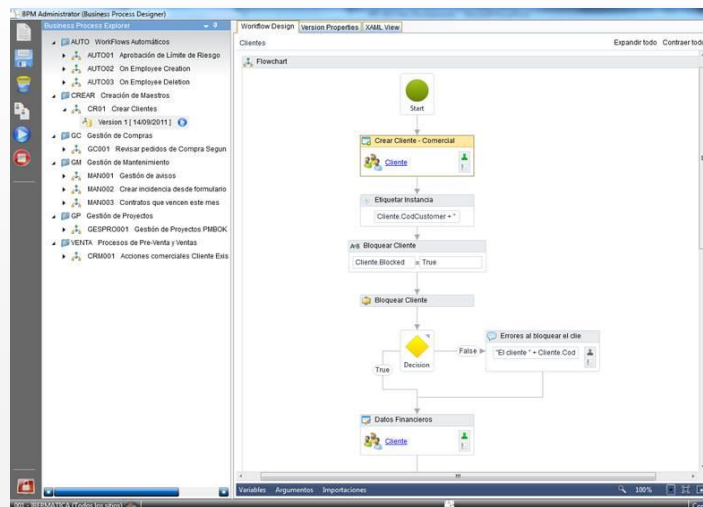 BPM Administrator (Business Process Designer)
Business Process Explorer
AUTO WorkFlows Automáticos
AUTO01 Aprobación de Límite de Riesgo
AUTO02 On Employee Creation
AUTO03 On Employee Deletion
CREAR Creación de Maestros
CR01 Crear Clientes
Version 1 [ 14/09/2011 ]
GC Gestión de Compras
GC001 Revisar pedidos de Compra Segun
GM Gestión de Mantenimiento
MAN001 Gestión de avisos
MAN002 Crear incidencia desde formulario
MAN003 Contratos que vencen este mes
GP Gestión de Proyectos
GESPRO001 Gestión de Proyectos PMBOK
VENTA Procesos de Pre-Venta y Ventas
CRM001 Acciones comerciales Cliente Exis
Workflow Design Version Properties XAML View
Clientes Expandir todo Contraer todo
Flowchart
Start
Crear Cliente - Comercial
Cliente
Etiquetar Instancia
Cliente.CodCustomer + "
A+B Bloquear Cliente
Cliente.Blocked = True
Bloquear Cliente
Decision
True
False
Errores al bloquear el clie
"El cliente " + Cliente.Cod
Datos Financieros
Cliente
Variables Argumentos Importaciones 100%
001 - IBERMATICA (Todos los sitios)